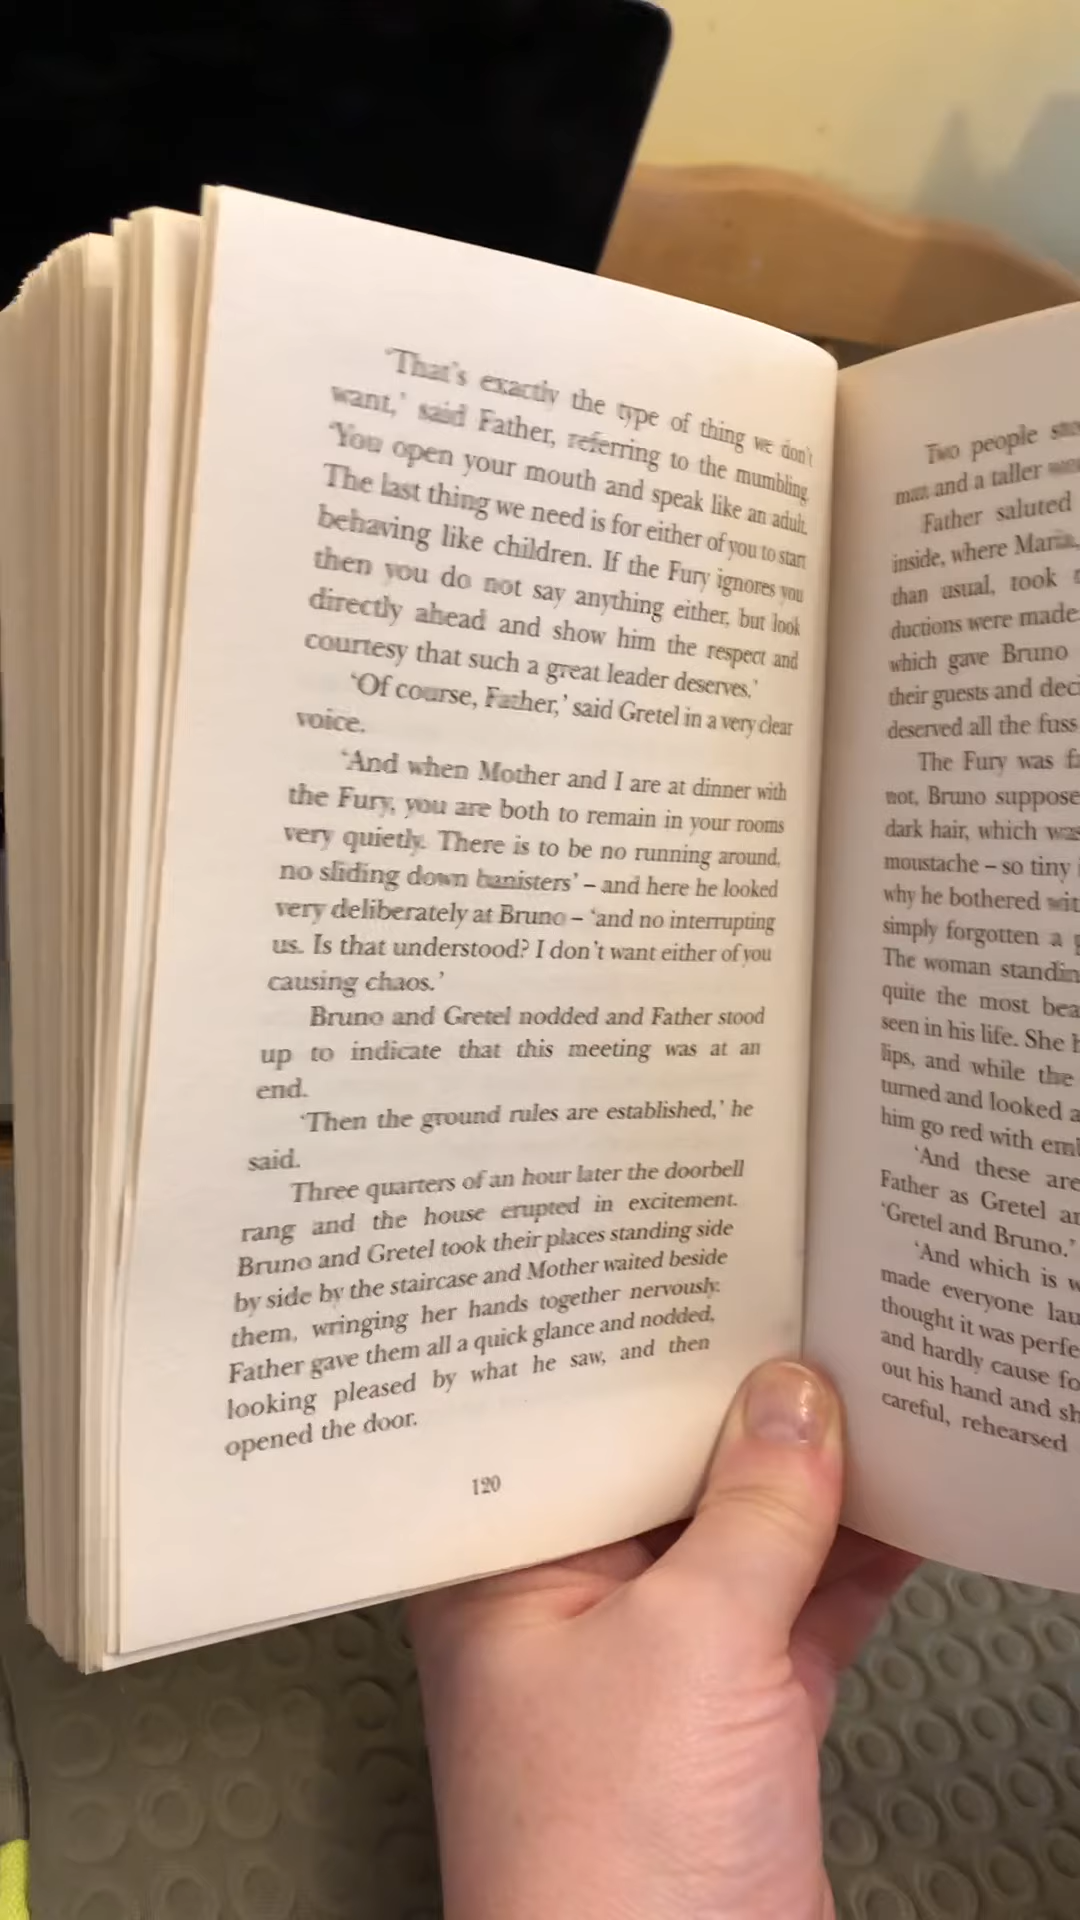 'That's exactly the type of thing we don't
want,' said Father, referring to the mumbling.
'You open your mouth and speak like an adult.
The last thing we need is for either of you to start
behaving like children. If the Fury ignores you
then you do not say anything either, but look
directly ahead and show him the respect and
courtesy that such a great leader deserves.'
'Of course, Father,' said Gretel in a very clear
voice.
'And when Mother and I are at dinner with
the Fury, you are both to remain in your rooms
very quietly. There is to be no running around,
no sliding down banisters' – and here he looked
very deliberately at Bruno – 'and no interrupting
us. Is that understood? I don't want either of you
causing chaos.'
Bruno and Gretel nodded and Father stood
up to indicate that this meeting was at an
end.
'Then the ground rules are established,' he
said.
Three quarters of an hour later the doorbell
rang and the house erupted in excitement.
Bruno and Gretel took their places standing side
by side by the staircase and Mother waited beside
them, wringing her hands together nervously.
Father gave them all a quick glance and nodded,
looking pleased by what he saw, and then
opened the door.
120
Two people
man and a taller
Father saluted
inside, where Maria,
than usual, took
ductions were made
which gave Bruno
their guests and
deserved all the fuss
The Fury was
not, Bruno
dark hair, which
moustache – so tiny
why he bothered
simply forgotten a
The woman
quite the most
seen in his life. She
lips, and while the
turned and looked
him go red with
'And these are
Father as Gretel
'Gretel and Bruno.'
'And which is
made everyone
thought it was
and hardly cause
out his hand and
careful, rehearsed